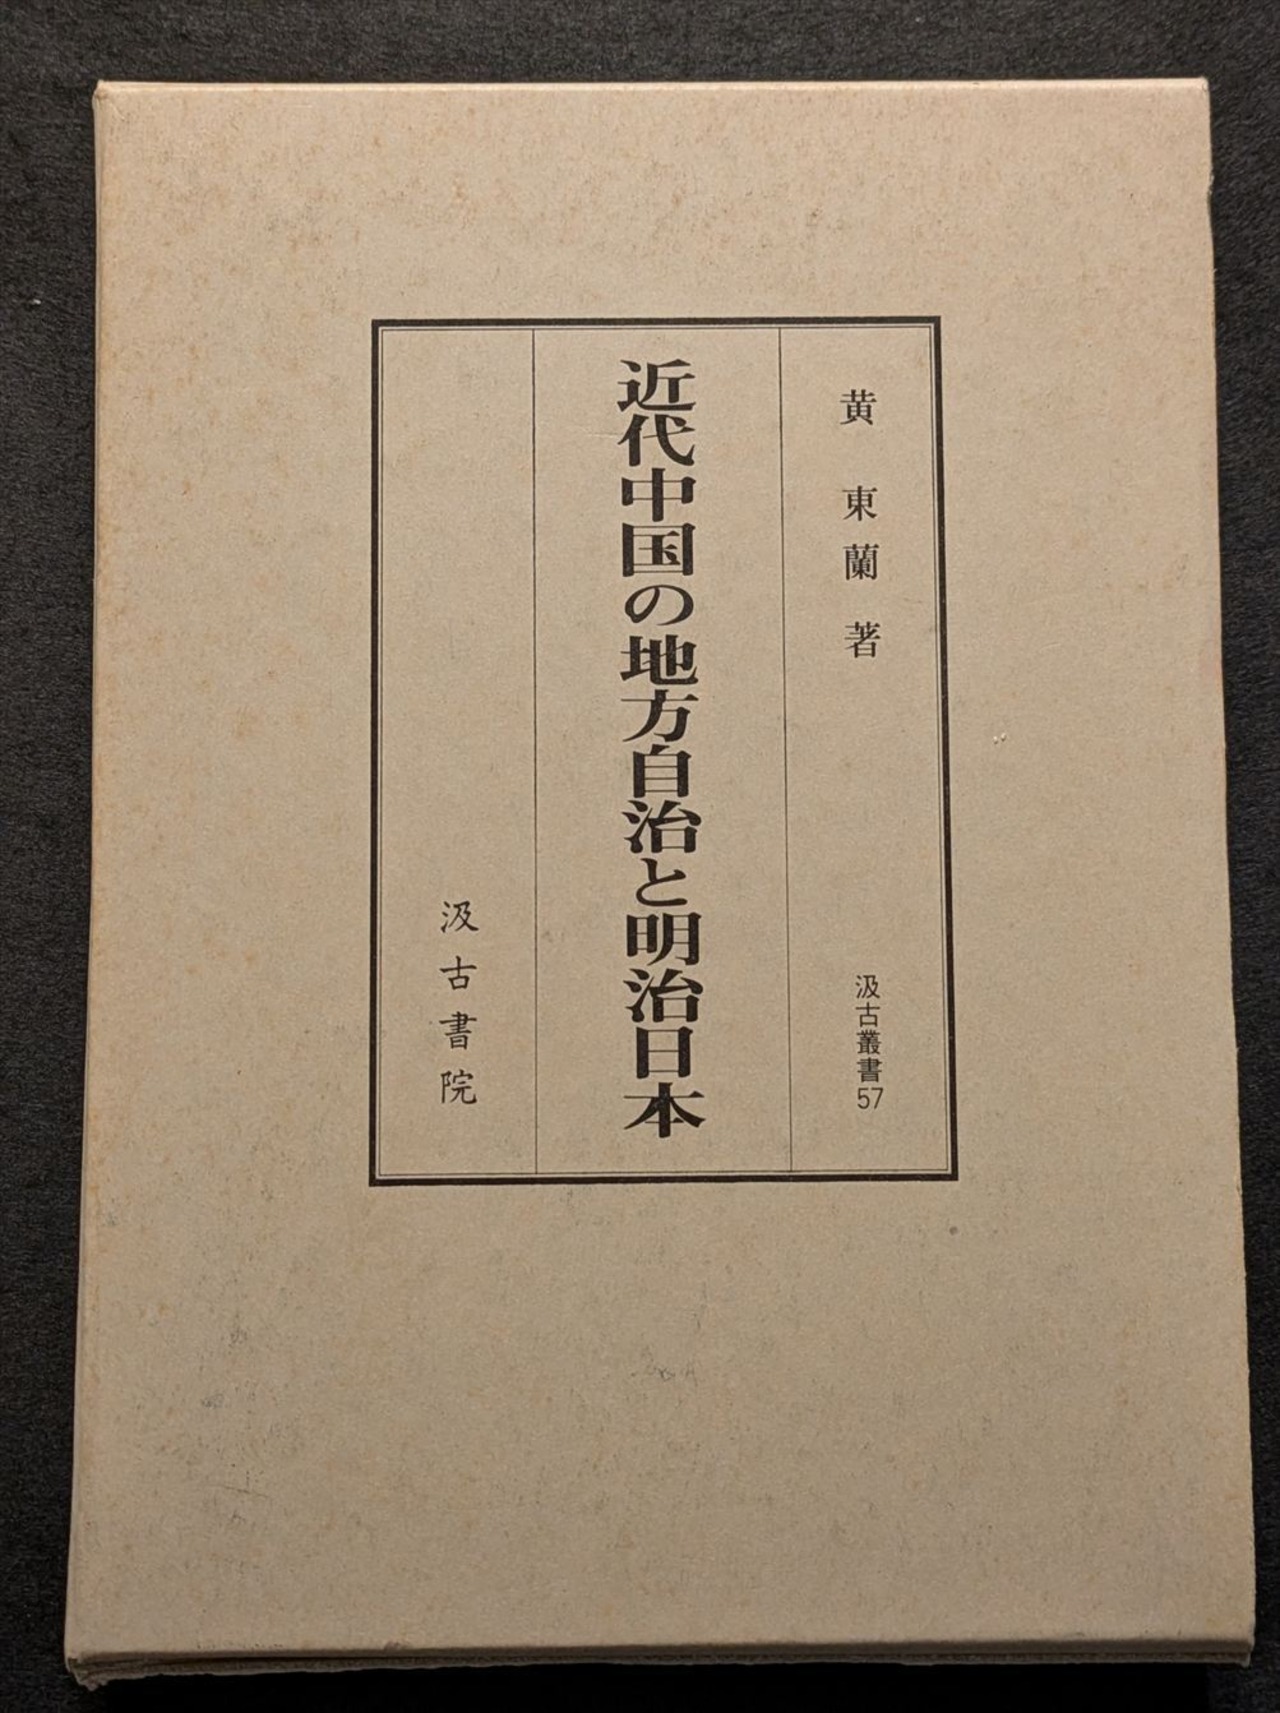 黄 東蘭 著
汲古叢書57
近代中国の地方自治と明治日本
汲古書院